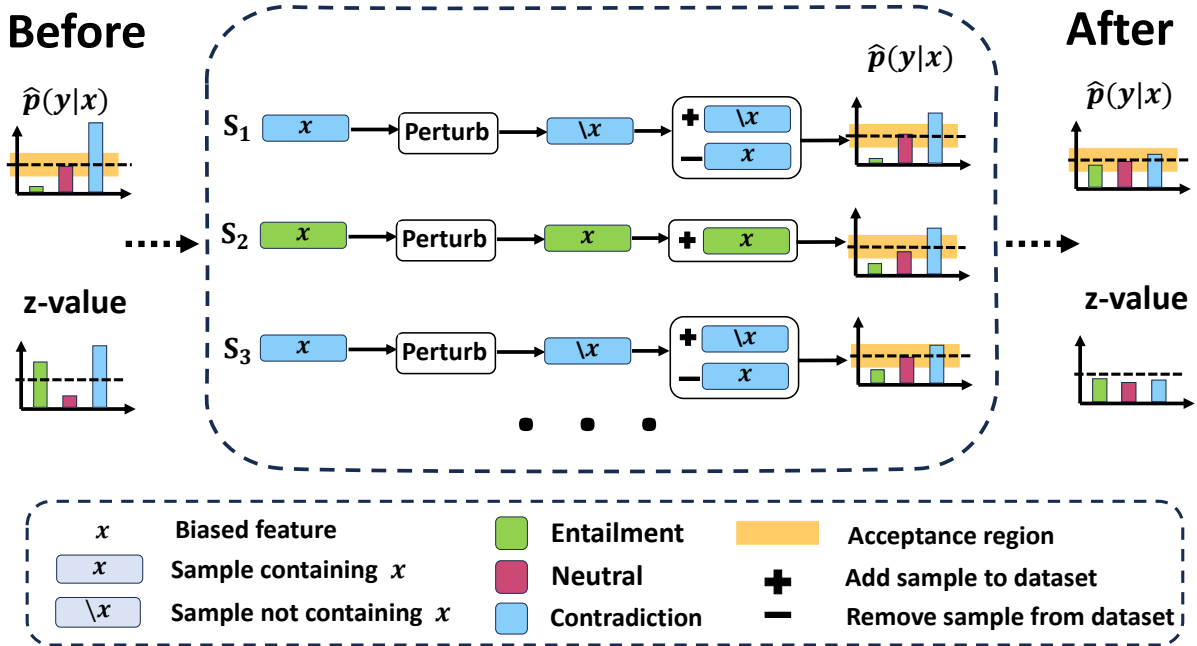 Before
After
p̂(y|x)
p̂(y|x)
p̂(y|x)
S1 x Perturb \x + \x
− x
S2 x Perturb x + x
z-value
z-value
S3 x Perturb \x + \x
− x
x Biased feature Entailment Acceptance region
x Sample containing x Neutral + Add sample to dataset
\x Sample not containing x Contradiction − Remove sample from dataset